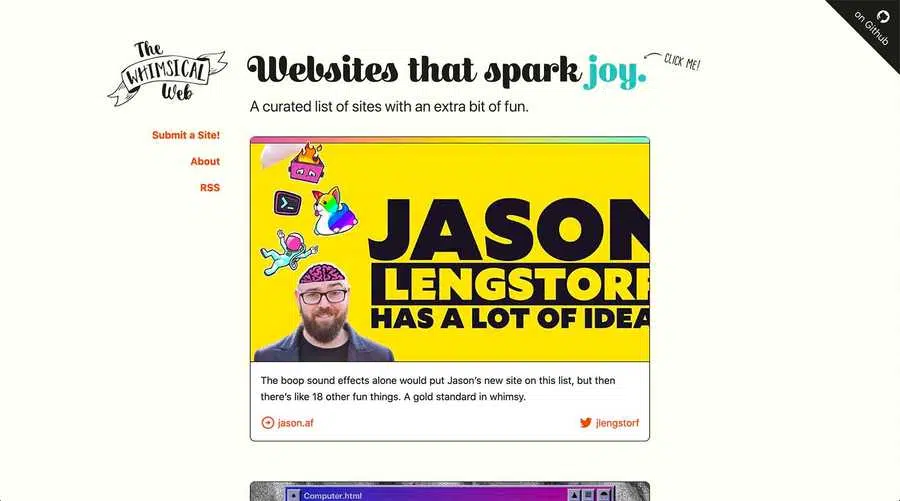 The
WHIMSICAL
Web
Websites that spark joy.
CLICK ME!
on Github
A curated list of sites with an extra bit of fun.
Submit a Site!
About
RSS
JASON
LENGSTORF
HAS A LOT OF IDEA
The boop sound effects alone would put Jason's new site on this list, but then
there's like 18 other fun things. A gold standard in whimsy.
jason.af
jlengstorf
Computer.html